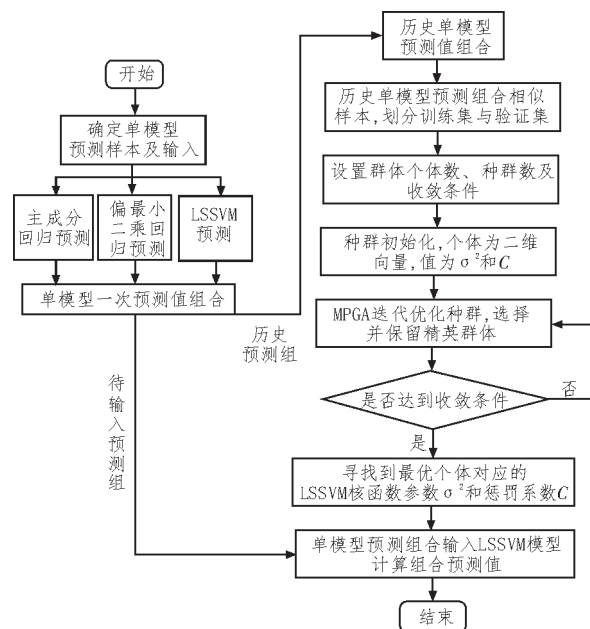 开始
确定单模型
预测样本及输入
主成分
回归预测
偏最小
二乘回
归预测
LSSVM
预测
单模型一次预测值组合
历史
预测组
待输入预测组
历史单模型
预测值组合
历史单模型预测组合相似
样本,划分训练集与验证集
设置群体个体数、种群数及
收敛条件
种群初始化,个体为二维
向量,值为σ²和C
MPGA迭代优化种群,选择
并保留精英群体
是否达到收敛条件
否
是
寻找到最优个体对应的
LSSVM核函数参数σ²和惩罚系数C
单模型预测组合输入LSSVM模型
计算组合预测值
结束